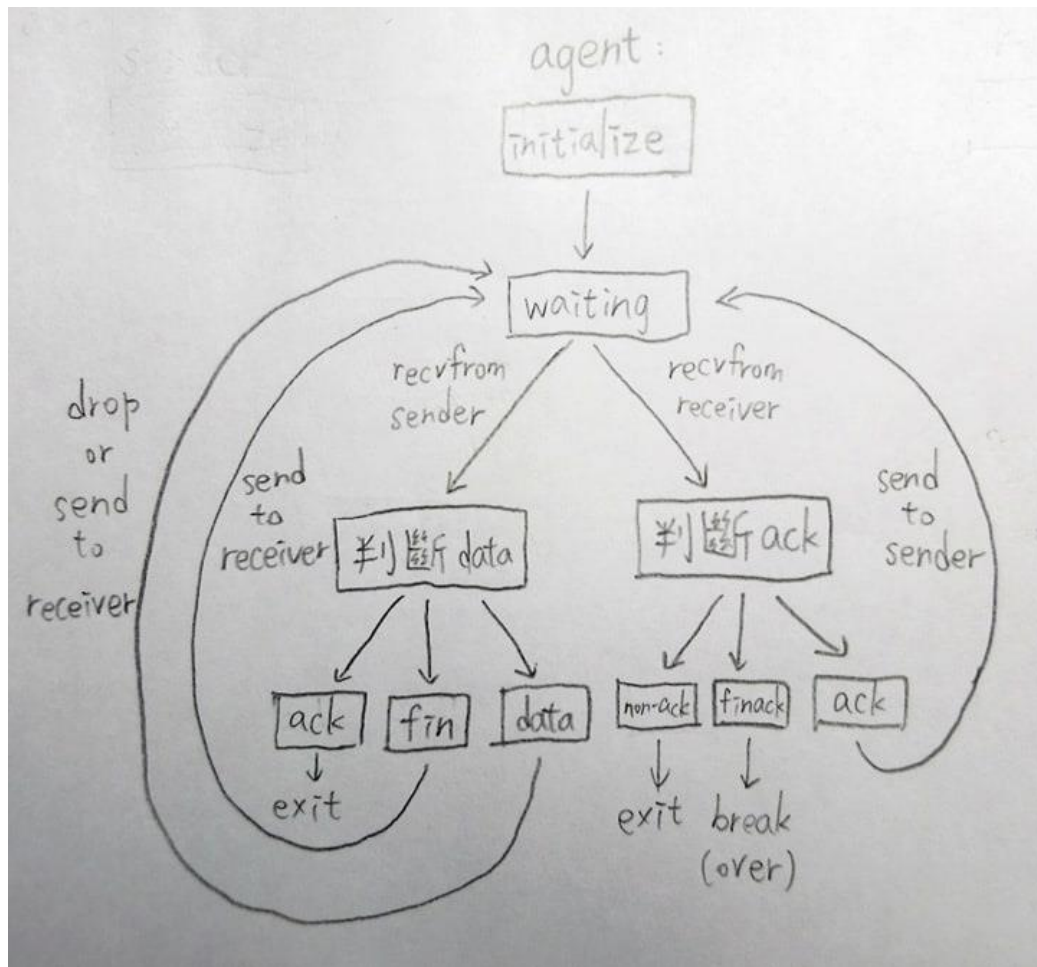 agent:
initialize
waiting
recvfrom
sender
recvfrom
receiver
drop
or
send
to
receiver
send
to
receiver
send
to
sender
判斷data
判斷ack
ack
fin
data
non-ack
finack
ack
exit
exit
break
(over)